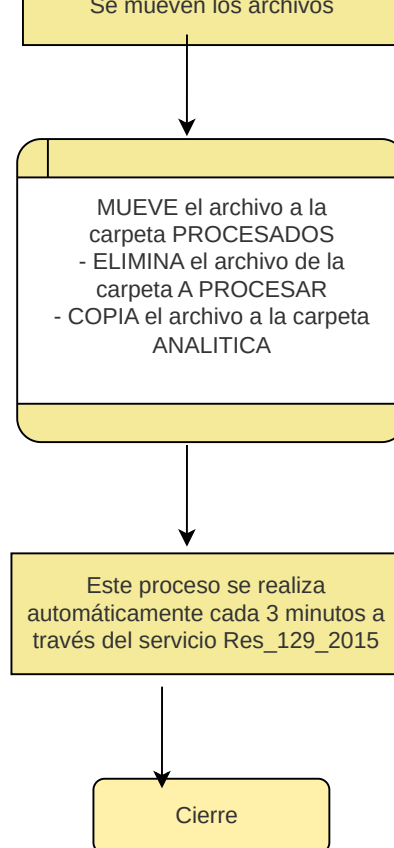 Se mueven los archivos
MUEVE el archivo a la
carpeta PROCESADOS
- ELIMINA el archivo de la
carpeta A PROCESAR
- COPIA el archivo a la carpeta
ANALITICA
Este proceso se realiza
automáticamente cada 3 minutos a
través del servicio Res_129_2015
Cierre